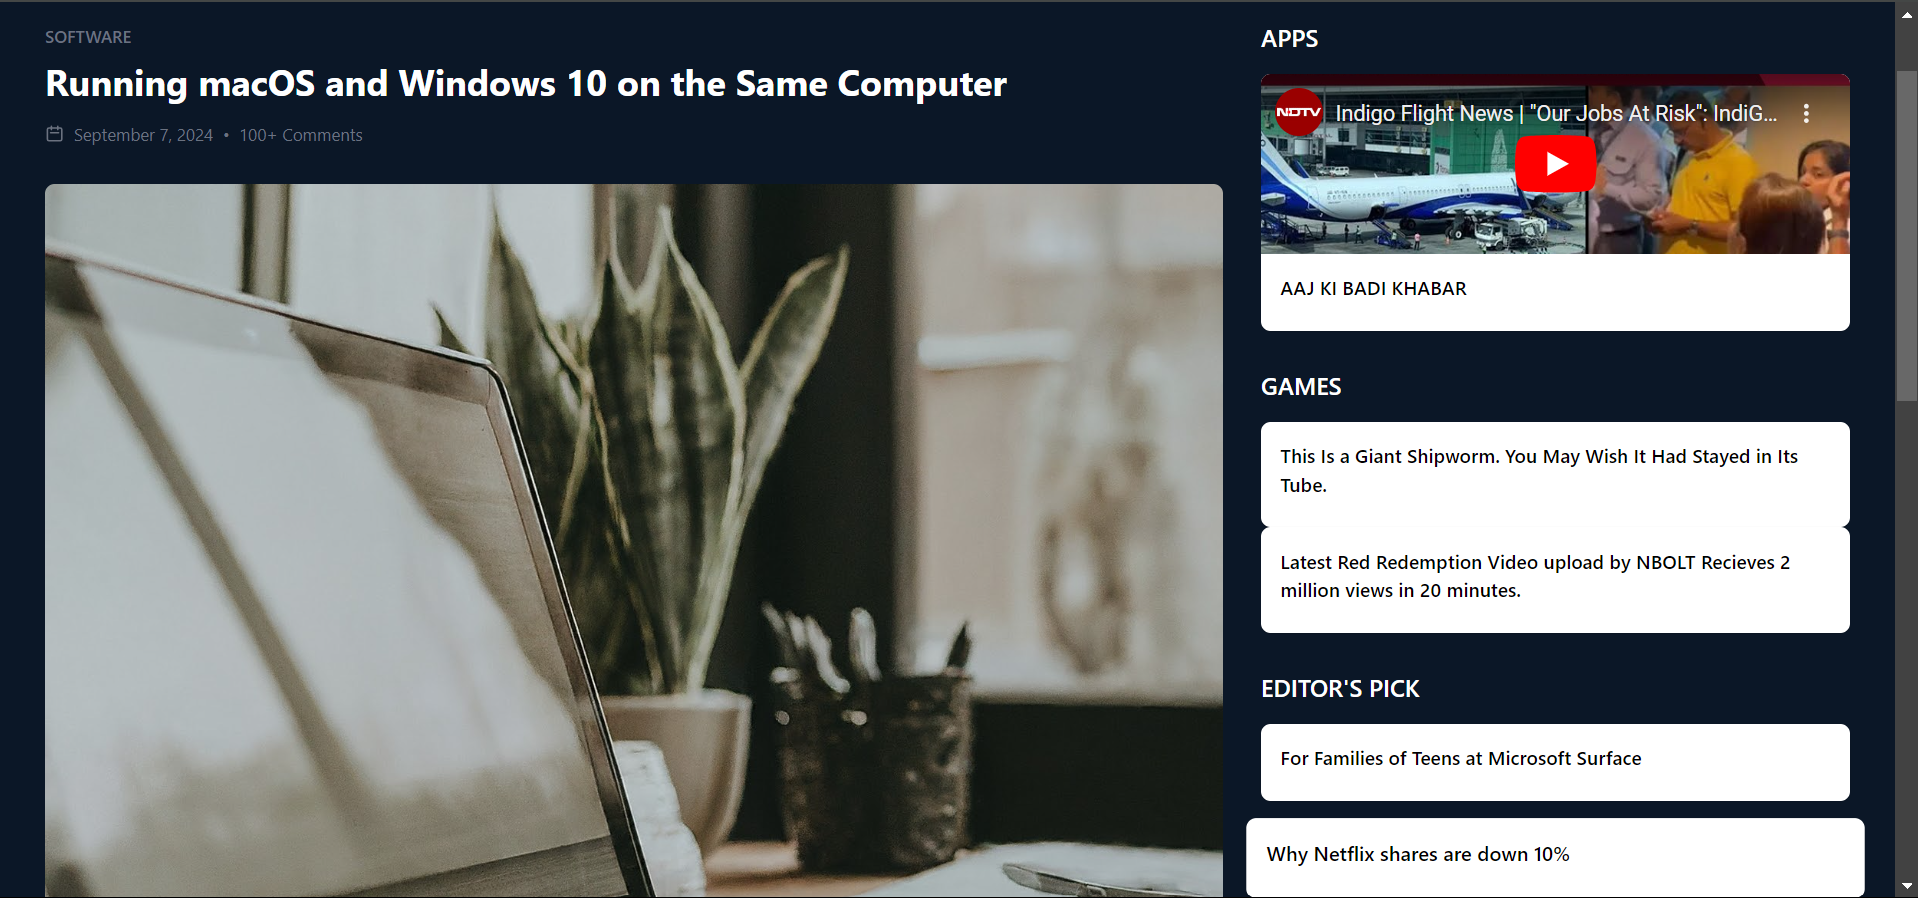 SOFTWARE
Running macOS and Windows 10 on the Same Computer
September 7, 2024 • 100+ Comments
APPS
NDTV
Indigo Flight News | "Our Jobs At Risk": IndiG...
AAJ KI BADI KHABAR
GAMES
This Is a Giant Shipworm. You May Wish It Had Stayed in Its
Tube.
Latest Red Redemption Video upload by NBOLT Recieves 2
million views in 20 minutes.
EDITOR'S PICK
For Families of Teens at Microsoft Surface
Why Netflix shares are down 10%